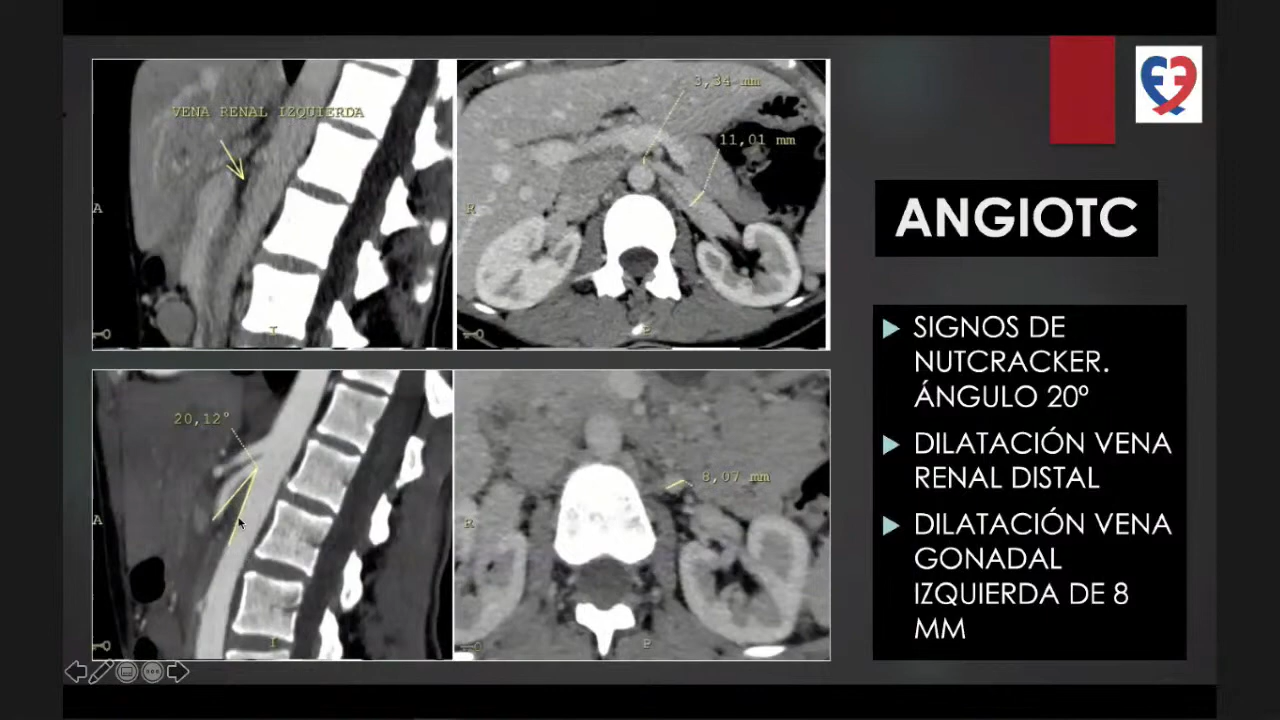 VENA RENAL IZQUIERDA
A
I
3,34 mm
11,01 mm
R
P
20,12°
A
I
8,07 mm
R
P
ANGIOTC
SIGNOS DE
NUTCRACKER.
ÁNGULO 20º
DILATACIÓN VENA
RENAL DISTAL
DILATACIÓN VENA
GONADAL
IZQUIERDA DE 8
MM